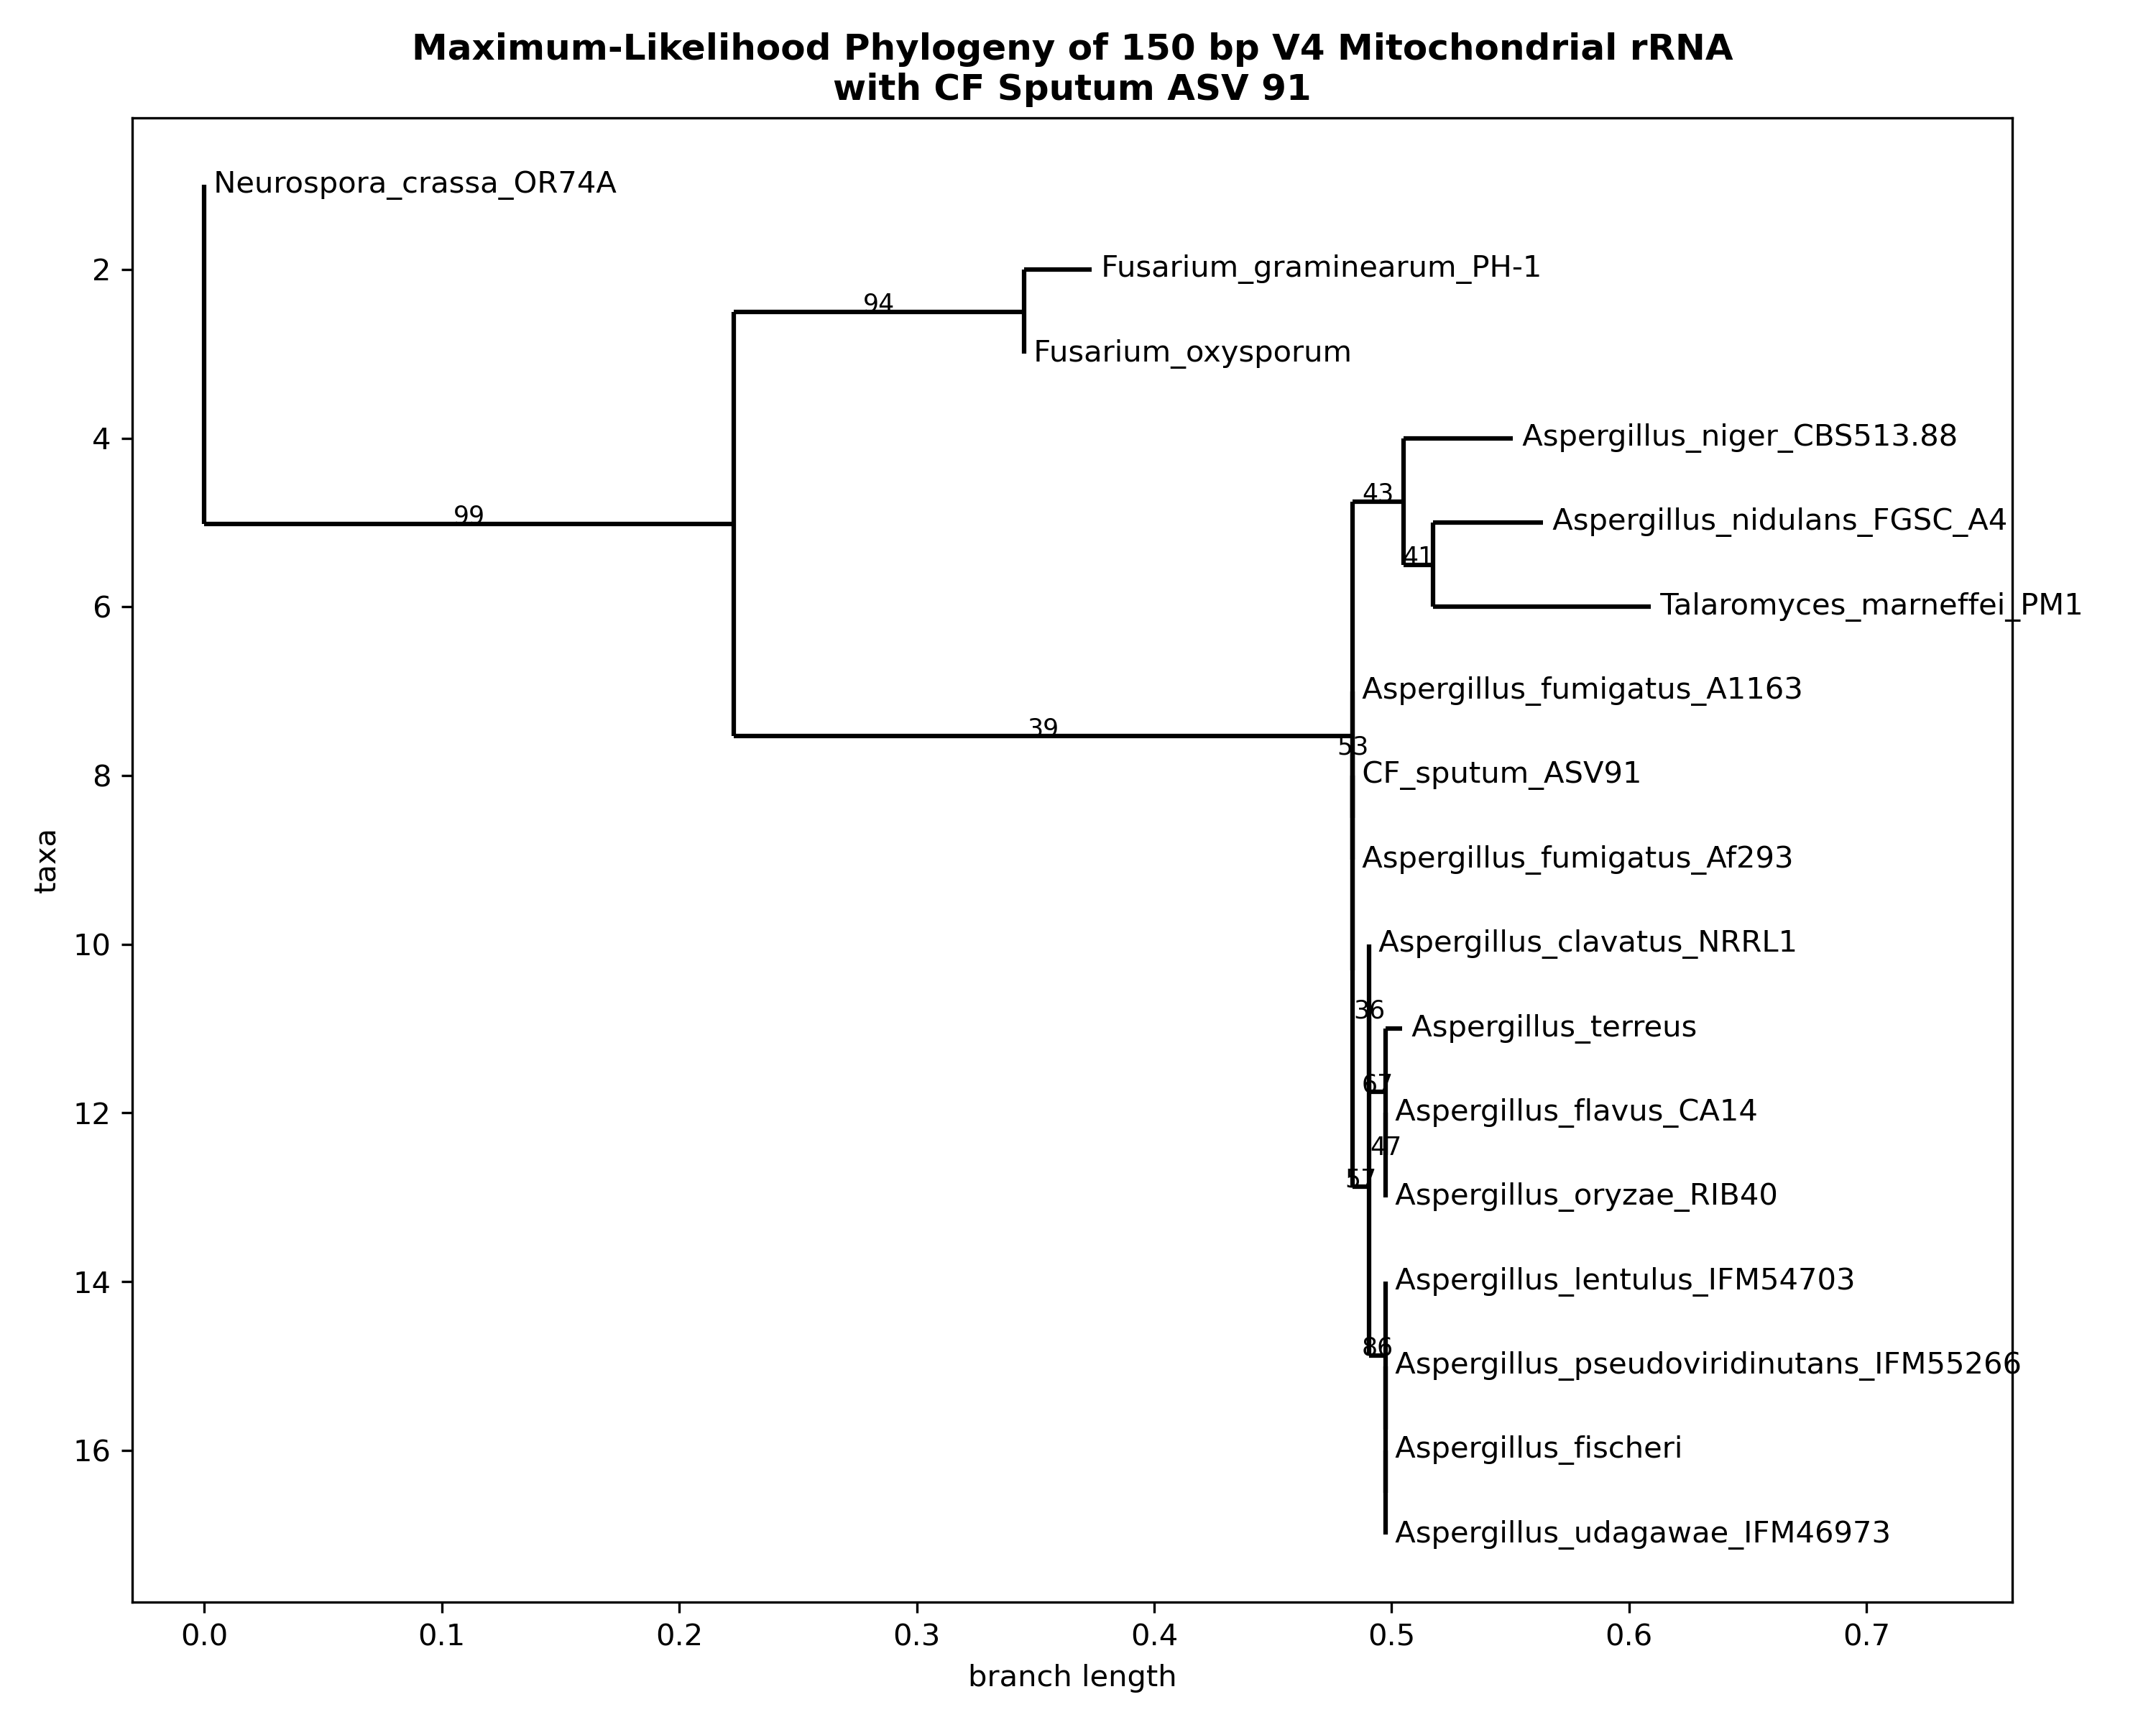 Maximum-Likelihood Phylogeny of 150 bp V4 Mitochondrial rRNA
with CF Sputum ASV 91
Neurospora_crassa_OR74A
2
Fusarium_graminearum_PH-1
94
Fusarium_oxysporum
4
Aspergillus_niger_CBS513.88
43
99
Aspergillus_nidulans_FGSC_A4
41
6
Talaromyces_marneffei_PM1
Aspergillus_fumigatus_A1163
39
53
8
CF_sputum_ASV91
taxa
Aspergillus_fumigatus_Af293
10
Aspergillus_clavatus_NRRL1
36
Aspergillus_terreus
67
12
Aspergillus_flavus_CA14
47
57
Aspergillus_oryzae_RIB40
14
Aspergillus_lentulus_IFM54703
86
Aspergillus_pseudoviridinutans_IFM55266
16
Aspergillus_fischeri
Aspergillus_udagawae_IFM46973
0.0 0.1 0.2 0.3 0.4 0.5 0.6 0.7
branch length